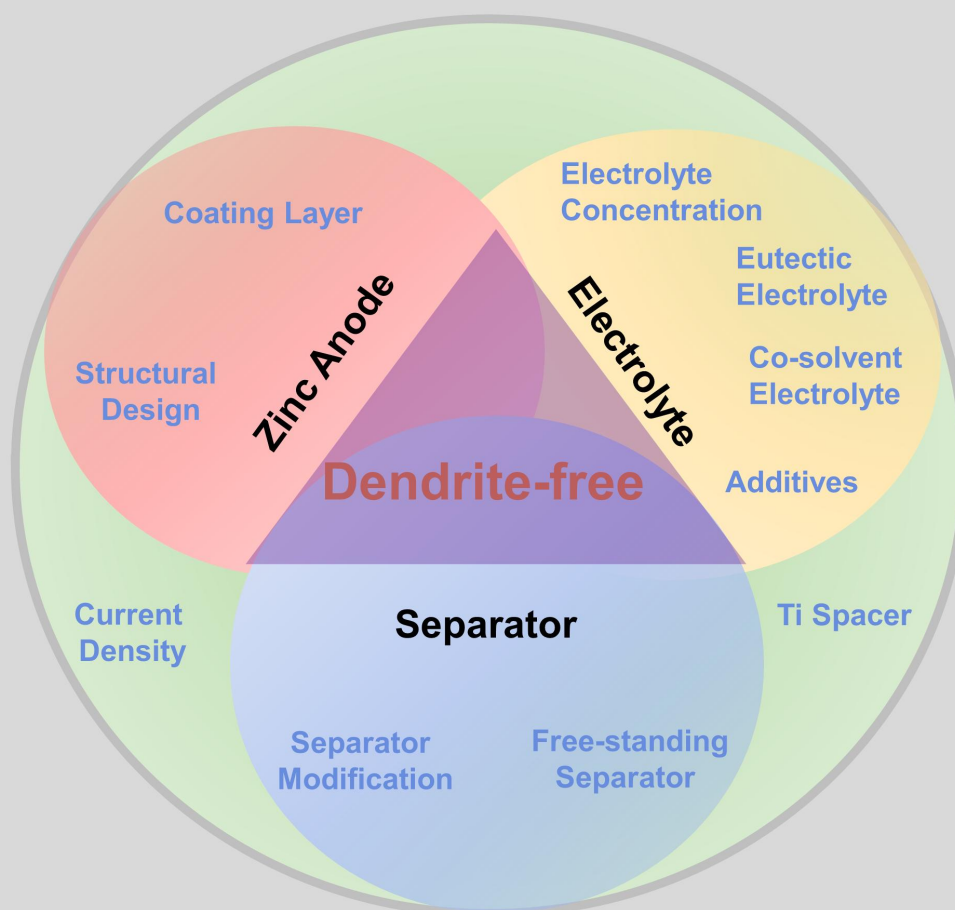 Coating Layer
Structural
Design
Zinc Anode
Electrolyte
Concentration
Eutectic
Electrolyte
Co-solvent
Electrolyte
Additives
Electrolyte
Dendrite-free
Current
Density
Separator
Ti Spacer
Separator
Modification
Free-standing
Separator